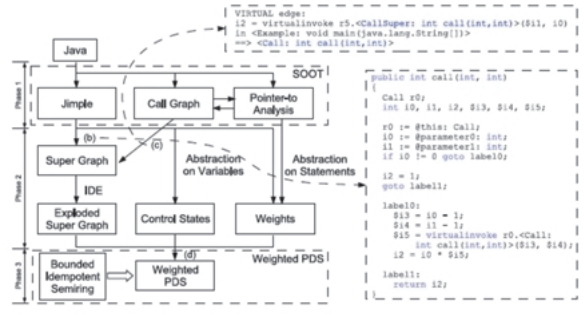 VIRTUAL edge:
i2 = virtualinvoke r5.<CallSuper: int call(int,int)>($i1, i0)
in <Example: void main(java.lang.String[])>
==> <Call: int call(int,int)>
Java
SOOT
Phase 1
Jimple
Call Graph
Pointer-to
Analysis
(b)
(c)
Phase 2
Super Graph
Abstraction
on Variables
Abstraction
on Statements
IDE
Exploded
Super Graph
Control States
Weights
(d)
Weighted PDS
Phase 3
Bounded
Idempotent
Semiring
Weighted
PDS
public int call(int, int)
{
Call r0;
int i0, i1, i2, $i3, $i4, $i5;
r0 := @this: Call;
i0 := @parameter0: int;
i1 := @parameter1: int;
if i0 != 0 goto label0;
i2 = 1;
goto label1;
label0:
$i3 = i0 - 1;
$i4 = i1 - 1;
$i5 = virtualinvoke r0.<Call:
int call(int,int)>($i3, $i4);
i2 = i0 * $i5;
label1:
return i2;
}